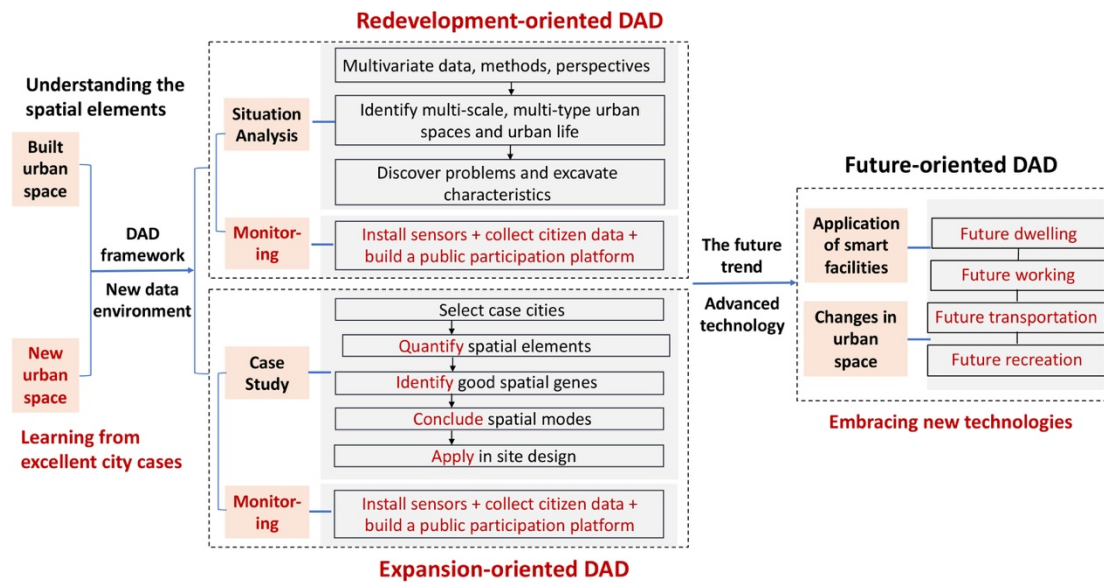 Redevelopment-oriented DAD
Understanding the
spatial elements
Built
urban
space
DAD
framework
New data
environment
New
urban
space
Learning from
excellent city cases
Situation
Analysis
Multivariate data, methods, perspectives
Identify multi-scale, multi-type urban
spaces and urban life
Discover problems and excavate
characteristics
Monitor-
ing
Install sensors + collect citizen data +
build a public participation platform
Case
Study
Select case cities
Quantify spatial elements
Identify good spatial genes
Conclude spatial modes
Apply in site design
Monitor-
ing
Install sensors + collect citizen data +
build a public participation platform
Expansion-oriented DAD
The future
trend
Advanced
technology
Future-oriented DAD
Application
of smart
facilities
Changes in
urban
space
Future dwelling
Future working
Future transportation
Future recreation
Embracing new technologies